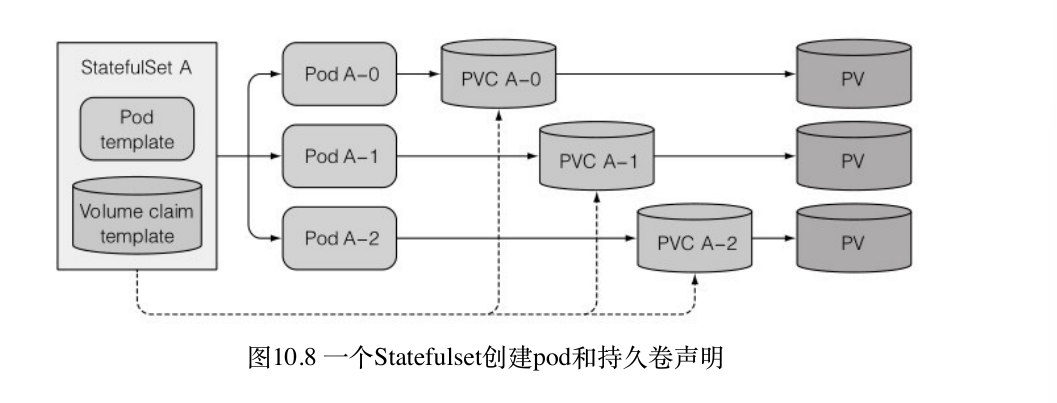 StatefulSet A
Pod
template
Volume claim
template
Pod A-0
PVC A-0
PV
Pod A-1
PVC A-1
PV
Pod A-2
PVC A-2
PV
图10.8 一个Statefulset创建pod和持久卷声明